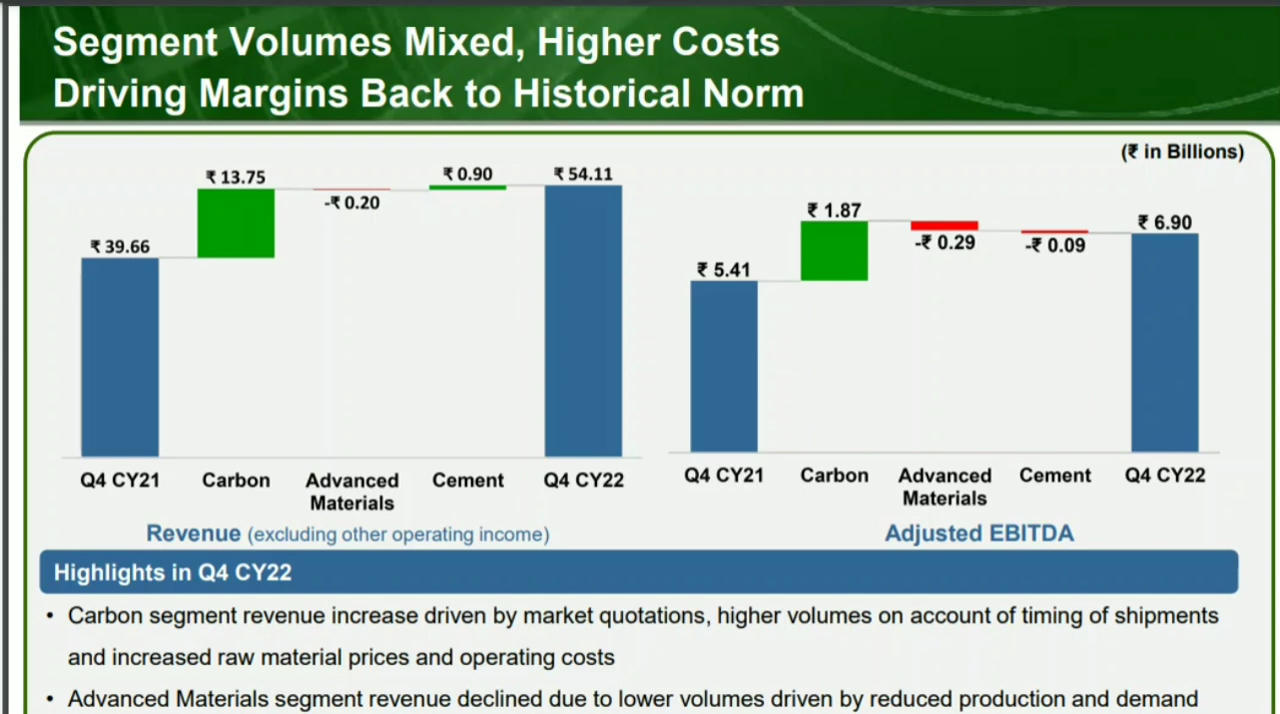 Segment Volumes Mixed, Higher Costs
Driving Margins Back to Historical Norm
(₹ in Billions)
₹ 39.66
₹ 13.75
-₹ 0.20
₹ 0.90
₹ 54.11
Q4 CY21
Carbon
Advanced
Materials
Cement
Q4 CY22
Revenue (excluding other operating income)
₹ 5.41
₹ 1.87
-₹ 0.29
-₹ 0.09
₹ 6.90
Q4 CY21
Carbon
Advanced
Materials
Cement
Q4 CY22
Adjusted EBITDA
Highlights in Q4 CY22
• Carbon segment revenue increase driven by market quotations, higher volumes on account of timing of shipments
and increased raw material prices and operating costs
• Advanced Materials segment revenue declined due to lower volumes driven by reduced production and demand